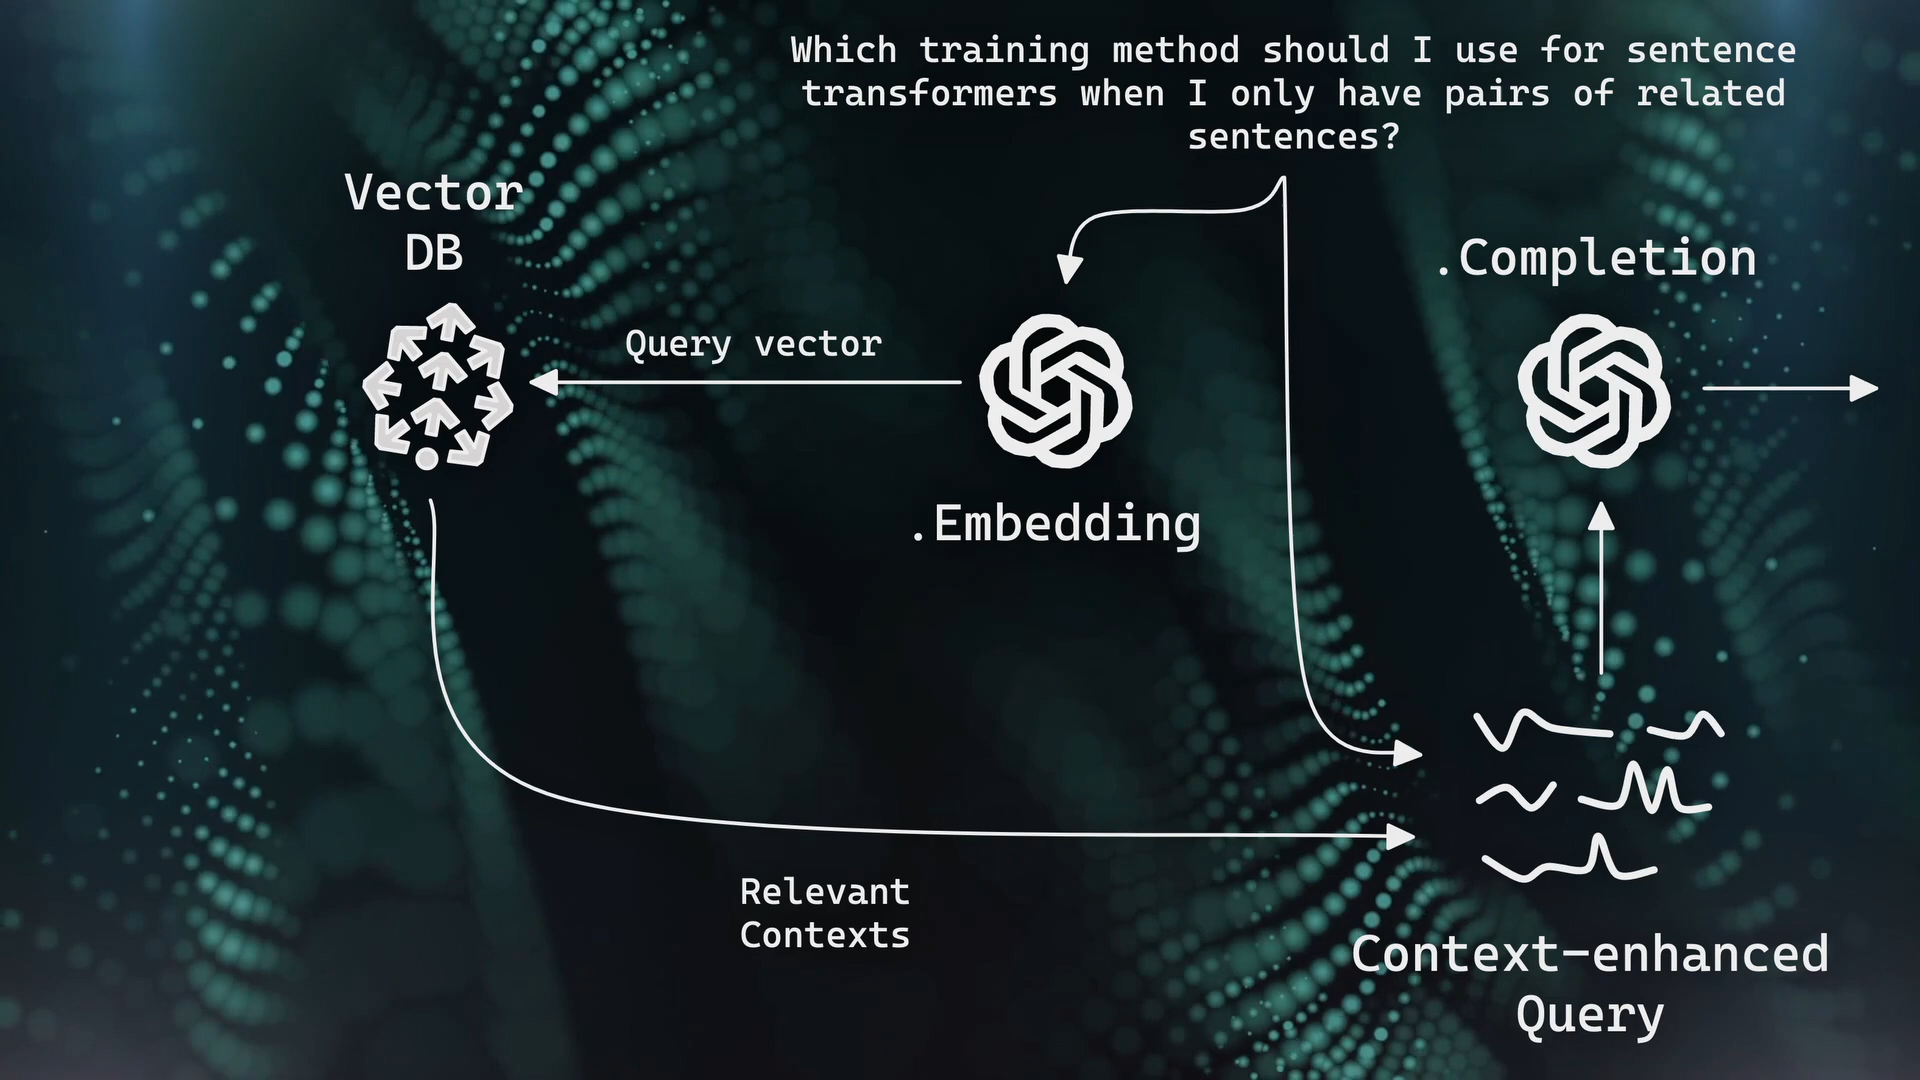 Which training method should I use for sentence
transformers when I only have pairs of related
sentences?
Vector
DB
.Completion
Query vector
.Embedding
Relevant
Contexts
Context-enhanced
Query